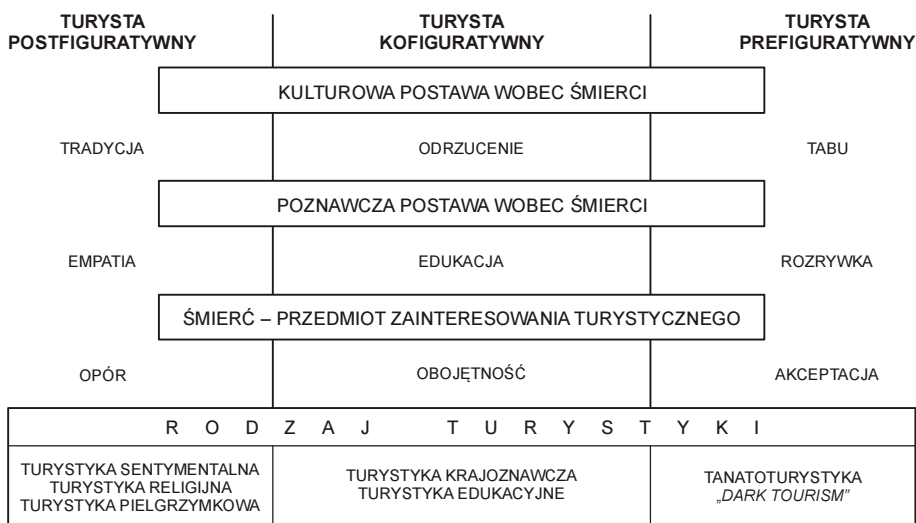 TURYSTA
POSTFIGURATYWNY
TURYSTA
KOFIGURATYWNY
TURYSTA
PREFIGURATYWNY
KULTUROWA POSTAWA WOBEC ŚMIERCI
TRADYCJA
ODRZUCENIE
TABU
POZNAWCZA POSTAWA WOBEC ŚMIERCI
EMPATIA
EDUKACJA
ROZRYWKA
ŚMIERĆ – PRZEDMIOT ZAINTERESOWANIA TURYSTYCZNEGO
OPÓR
OBOJĘTNOŚĆ
AKCEPTACJA
R O D Z A J T U R Y S T Y K I
TURYSTYKA SENTYMENTALNA
TURYSTYKA RELIGIJNA
TURYSTYKA PIELGRZYMKOWA
TURYSTYKA KRAJOZNAWCZA
TURYSTYKA EDUKACYJNE
TANATOTURYSTYKA
„DARK TOURISM”